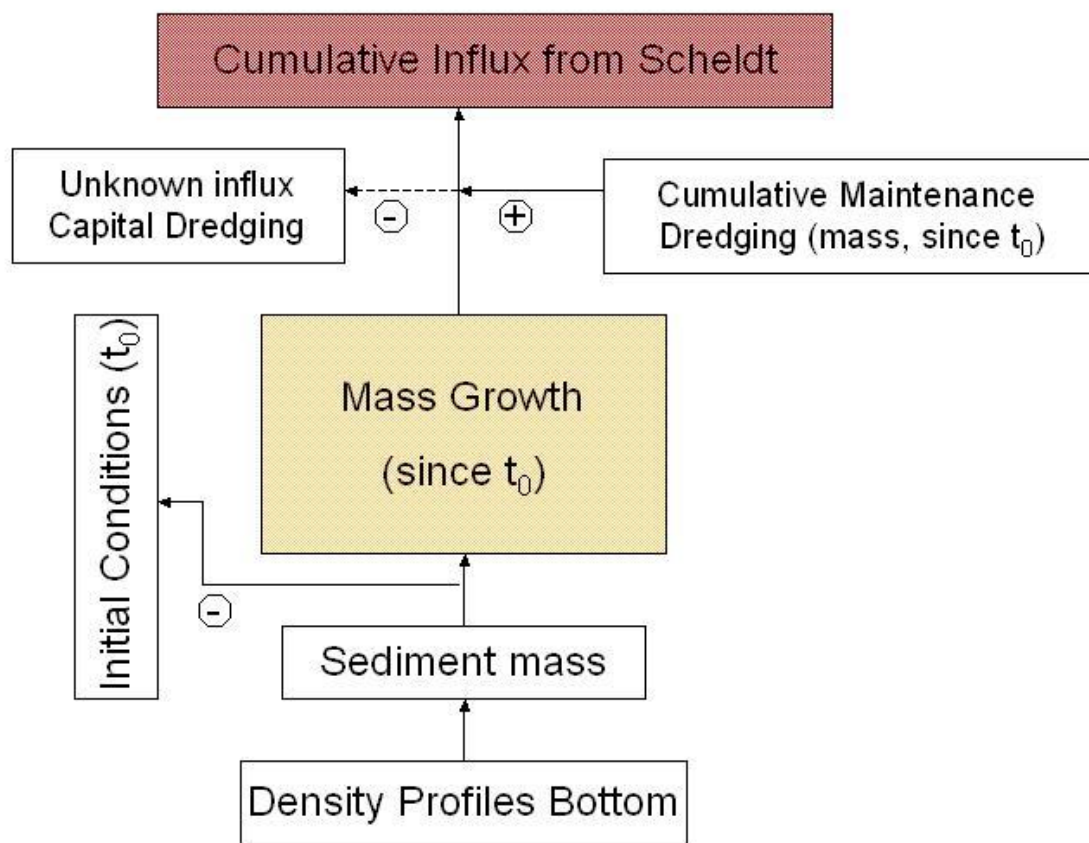 Cumulative Influx from Scheldt
Unknown influx
Capital Dredging
-
+
Cumulative Maintenance
Dredging (mass, since t₀)
Initial Conditions (t₀)
Mass Growth
(since t₀)
-
Sediment mass
Density Profiles Bottom